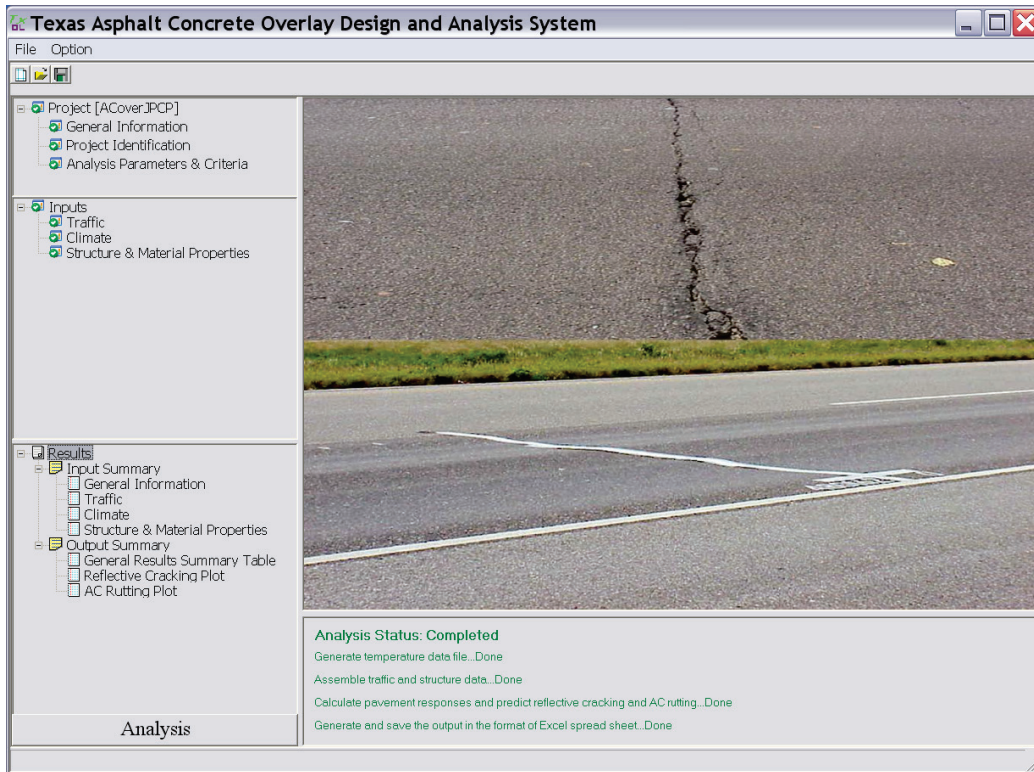 Texas Asphalt Concrete Overlay Design and Analysis System
File Option
Project [ACoverJPCP]
General Information
Project Identification
Analysis Parameters & Criteria
Inputs
Traffic
Climate
Structure & Material Properties
Results
Input Summary
General Information
Traffic
Climate
Structure & Material Properties
Output Summary
General Results Summary Table
Reflective Cracking Plot
AC Rutting Plot
Analysis
Analysis Status: Completed
Generate temperature data file...Done
Assemble traffic and structure data...Done
Calculate pavement responses and predict reflective cracking and AC rutting...Done
Generate and save the output in the format of Excel spread sheet...Done